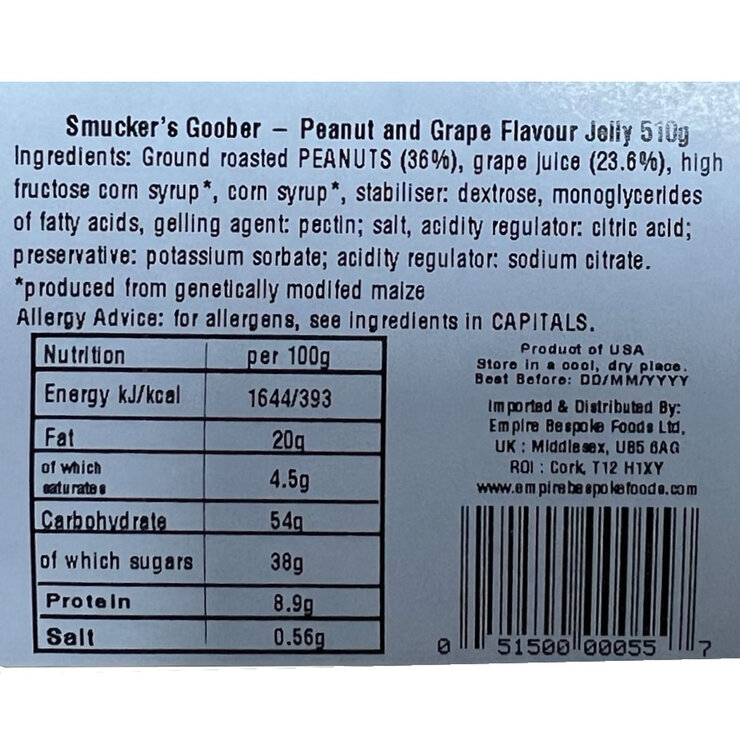 Smucker's Goober – Peanut and Grape Flavour Jelly 510g
Ingredients: Ground roasted PEANUTS (36%), grape juice (23.6%), high
fructose corn syrup*, corn syrup*, stabiliser: dextrose, monoglycerides
of fatty acids, gelling agent: pectin; salt, acidity regulator: citric acid;
preservative: potassium sorbate; acidity regulator: sodium citrate.
*produced from genetically modifed maize
Allergy Advice: for allergens, see ingredients in CAPITALS.
Nutrition per 100g
Energy kJ/kcal 1644/393
Fat 20g
of which
saturates 4.5g
Carbohydrate 54g
of which sugars 38g
Protein 8.9g
Salt 0.56g
Product of USA
Store in a cool, dry place.
Best Before: DD/MM/YYYY
Imported & Distributed By:
Empire Bespoke Foods Ltd,
UK : Middlesex, UB5 6AG
ROI : Cork, T12 H1XY
www.empirebespokefoods.com
0 51500 00055 7